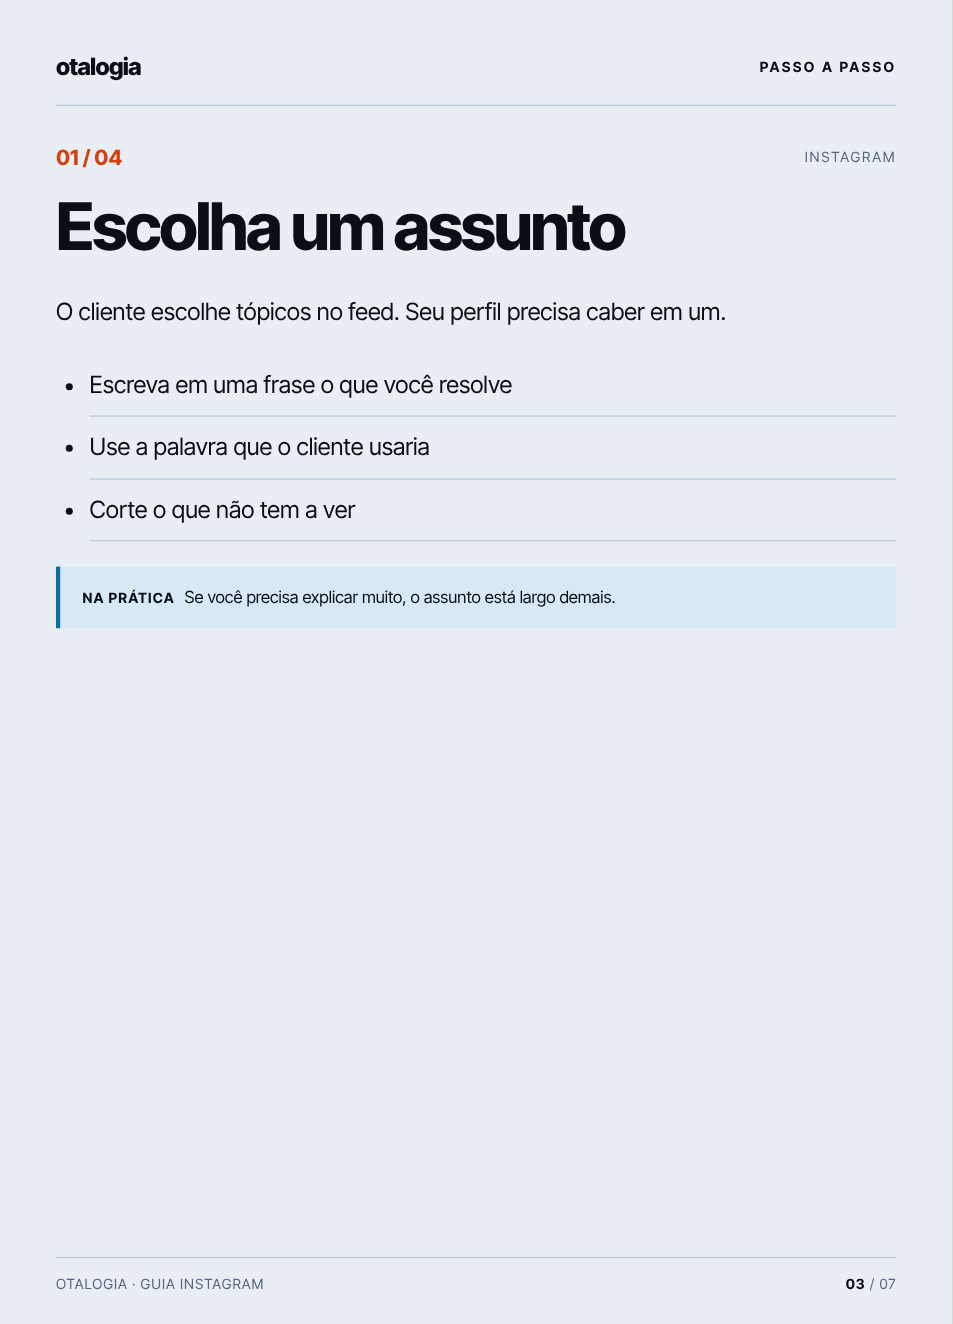 otalogia
PASSO A PASSO
01 / 04
INSTAGRAM
Escolha um assunto
O cliente escolhe tópicos no feed. Seu perfil precisa caber em um.
• Escreva em uma frase o que você resolve
• Use a palavra que o cliente usaria
• Corte o que não tem a ver
NA PRÁTICA Se você precisa explicar muito, o assunto está largo demais.
OTALOGIA · GUIA INSTAGRAM
03 / 07